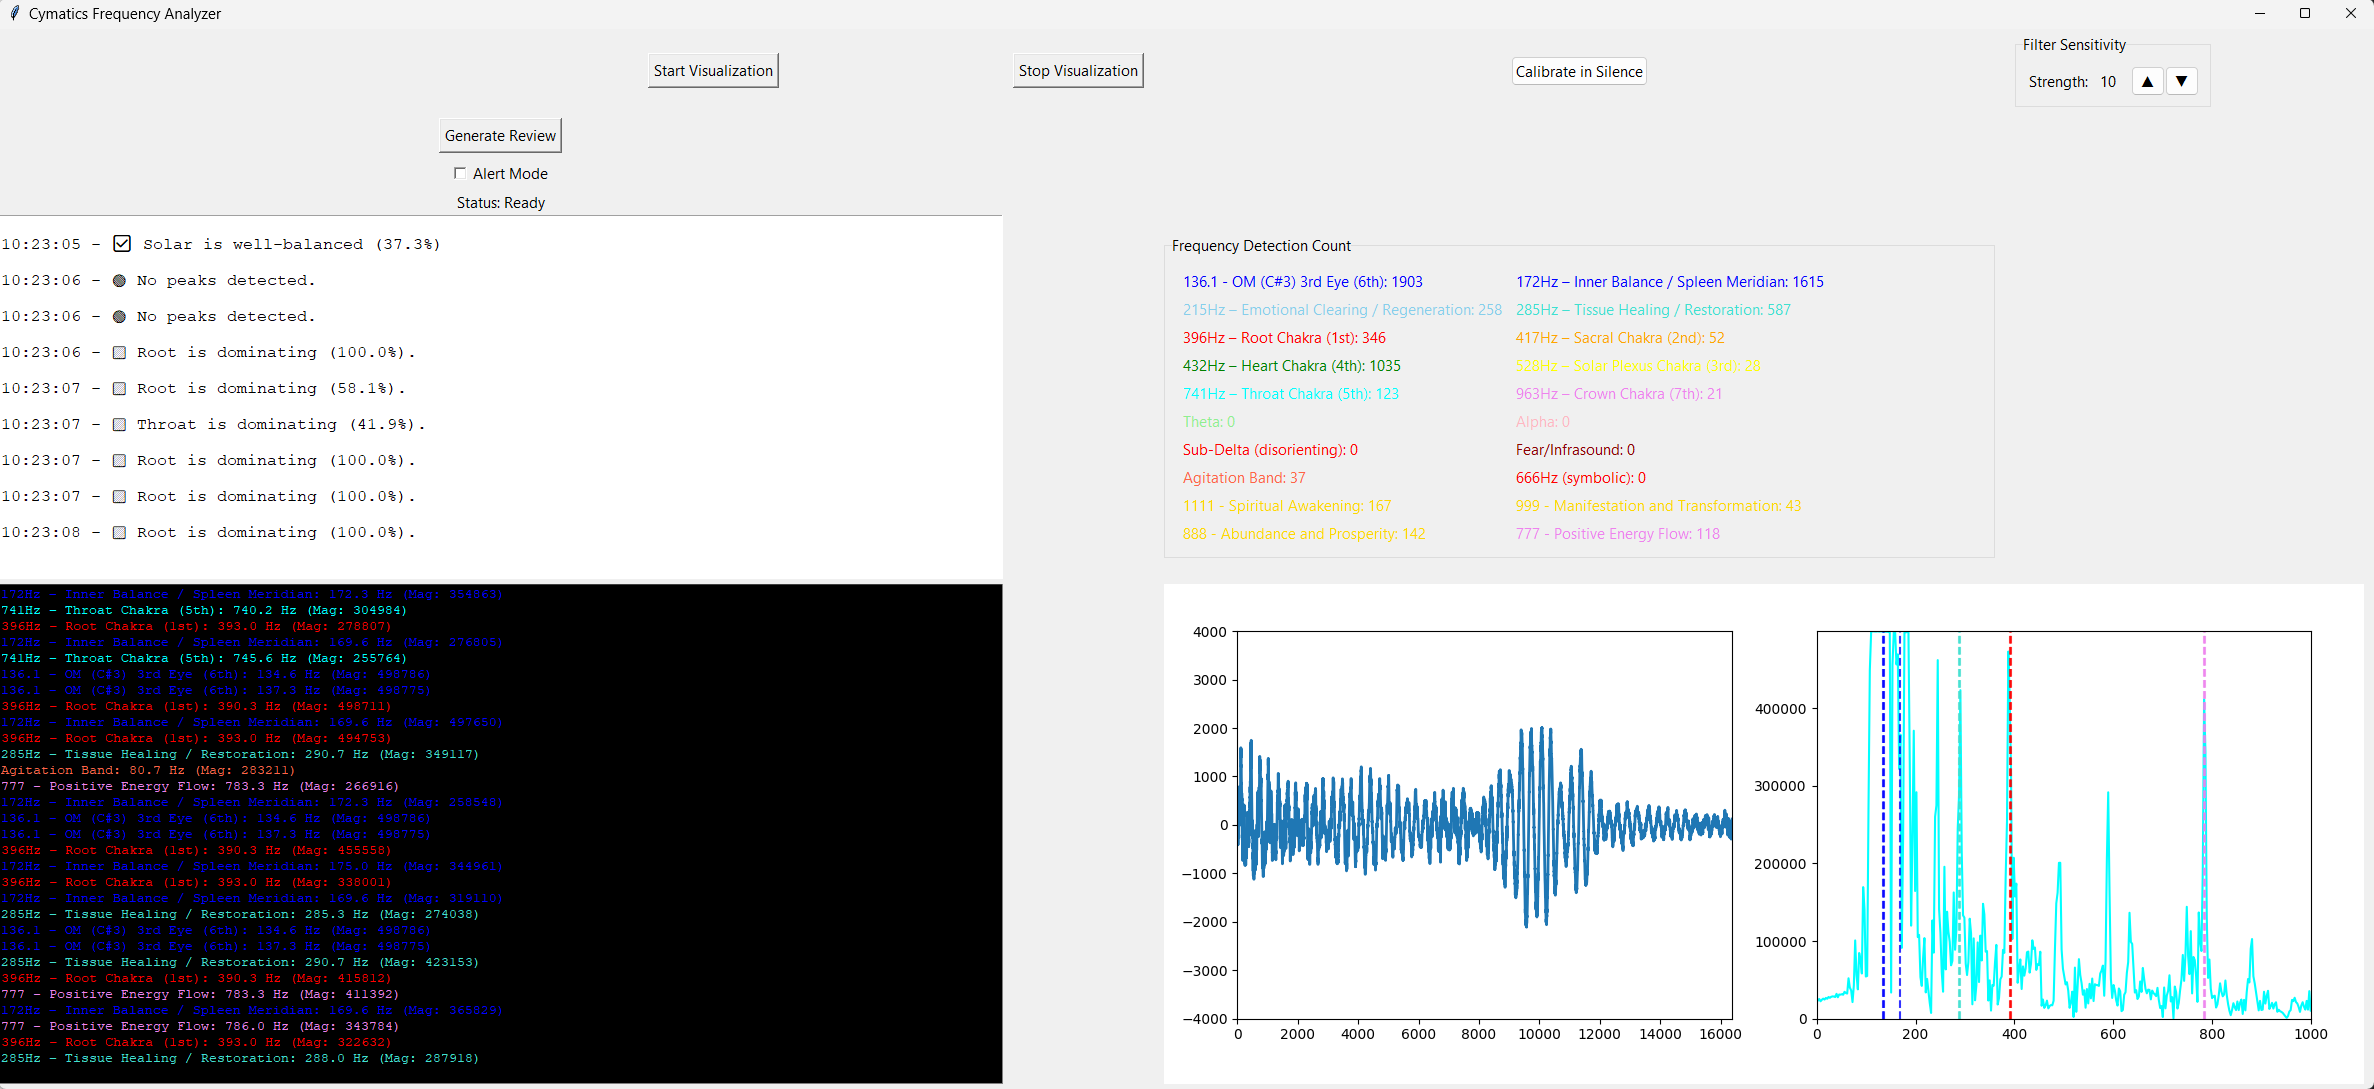 Cymatics Frequency Analyzer
Start Visualization
Stop Visualization
Calibrate in Silence
Filter Sensitivity
Strength: 10 ▲ ▼
Generate Review
Alert Mode
Status: Ready
10:23:05 - ☑ Solar is well-balanced (37.3%)
10:23:06 - No peaks detected.
10:23:06 - No peaks detected.
10:23:06 - Root is dominating (100.0%).
10:23:07 - Root is dominating (58.1%).
10:23:07 - Throat is dominating (41.9%).
10:23:07 - Root is dominating (100.0%).
10:23:07 - Root is dominating (100.0%).
10:23:08 - Root is dominating (100.0%).
Frequency Detection Count
136.1 - OM (C#3) 3rd Eye (6th): 1903
172Hz – Inner Balance / Spleen Meridian: 1615
215Hz – Emotional Clearing / Regeneration: 258
285Hz – Tissue Healing / Restoration: 587
396Hz – Root Chakra (1st): 346
417Hz – Sacral Chakra (2nd): 52
432Hz – Heart Chakra (4th): 1035
528Hz – Solar Plexus Chakra (3rd): 28
741Hz – Throat Chakra (5th): 123
963Hz – Crown Chakra (7th): 21
Theta: 0
Alpha: 0
Sub-Delta (disorienting): 0
Fear/Infrasound: 0
Agitation Band: 37
666Hz (symbolic): 0
1111 - Spiritual Awakening: 167
999 - Manifestation and Transformation: 43
888 - Abundance and Prosperity: 142
777 - Positive Energy Flow: 118
172Hz – Inner Balance / Spleen Meridian: 172.3 Hz (Mag: 354863)
741Hz – Throat Chakra (5th): 740.2 Hz (Mag: 304984)
396Hz – Root Chakra (1st): 393.0 Hz (Mag: 278807)
172Hz – Inner Balance / Spleen Meridian: 169.6 Hz (Mag: 276805)
741Hz – Throat Chakra (5th): 745.6 Hz (Mag: 255764)
136.1 - OM (C#3) 3rd Eye (6th): 134.6 Hz (Mag: 498786)
136.1 - OM (C#3) 3rd Eye (6th): 137.3 Hz (Mag: 498775)
396Hz – Root Chakra (1st): 390.3 Hz (Mag: 498711)
172Hz – Inner Balance / Spleen Meridian: 169.6 Hz (Mag: 497650)
396Hz – Root Chakra (1st): 393.0 Hz (Mag: 494753)
285Hz – Tissue Healing / Restoration: 290.7 Hz (Mag: 349117)
Agitation Band: 80.7 Hz (Mag: 283211)
777 - Positive Energy Flow: 783.3 Hz (Mag: 266916)
172Hz – Inner Balance / Spleen Meridian: 172.3 Hz (Mag: 258548)
136.1 - OM (C#3) 3rd Eye (6th): 134.6 Hz (Mag: 498786)
136.1 - OM (C#3) 3rd Eye (6th): 137.3 Hz (Mag: 498775)
396Hz – Root Chakra (1st): 390.3 Hz (Mag: 455558)
172Hz – Inner Balance / Spleen Meridian: 175.0 Hz (Mag: 344961)
396Hz – Root Chakra (1st): 393.0 Hz (Mag: 338001)
172Hz – Inner Balance / Spleen Meridian: 169.6 Hz (Mag: 319110)
285Hz – Tissue Healing / Restoration: 285.3 Hz (Mag: 274038)
136.1 - OM (C#3) 3rd Eye (6th): 134.6 Hz (Mag: 498786)
136.1 - OM (C#3) 3rd Eye (6th): 137.3 Hz (Mag: 498775)
285Hz – Tissue Healing / Restoration: 290.7 Hz (Mag: 423153)
396Hz – Root Chakra (1st): 390.3 Hz (Mag: 415812)
777 - Positive Energy Flow: 783.3 Hz (Mag: 411392)
172Hz – Inner Balance / Spleen Meridian: 169.6 Hz (Mag: 365829)
777 - Positive Energy Flow: 786.0 Hz (Mag: 343784)
396Hz – Root Chakra (1st): 393.0 Hz (Mag: 322632)
285Hz – Tissue Healing / Restoration: 288.0 Hz (Mag: 287918)
4000
3000
2000
1000
0
−1000
−2000
−3000
−4000
0 2000 4000 6000 8000 10000 12000 14000 16000
400000
300000
200000
100000
0
0 200 400 600 800 1000